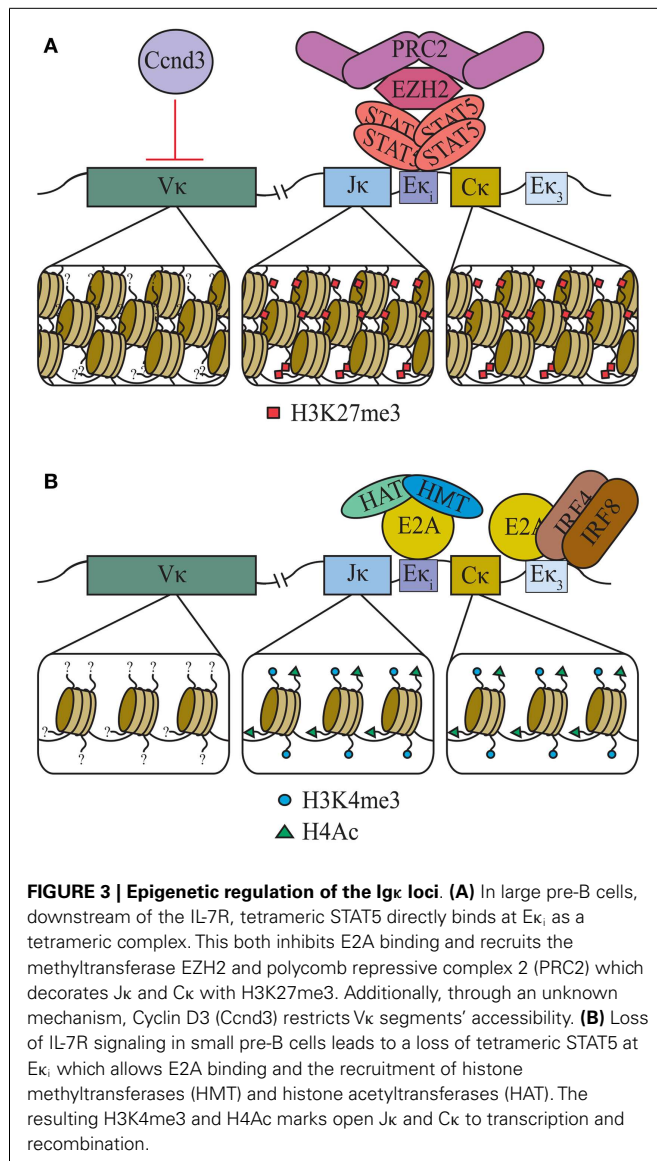 A
Ccnd3
PRC2
EZH2
STAT STAT5
STAT5 STAT5
Vκ Jκ Eκi Cκ Eκ3
? ? ? ?
? ?
? ? ? ?
H3K27me3
B
HAT HMT
E2A E2A IRF4 IRF8
Vκ Jκ Eκi Cκ Eκ3
? ? ? ? ? ?
? ? ? ? ? ?
H3K4me3
H4Ac
FIGURE 3 | Epigenetic regulation of the Igκ loci. (A) In large pre-B cells,
downstream of the IL-7R, tetrameric STAT5 directly binds at Eκi as a
tetrameric complex. This both inhibits E2A binding and recruits the
methyltransferase EZH2 and polycomb repressive complex 2 (PRC2) which
decorates Jκ and Cκ with H3K27me3. Additionally, through an unknown
mechanism, Cyclin D3 (Ccnd3) restricts Vκ segments’ accessibility. (B) Loss
of IL-7R signaling in small pre-B cells leads to a loss of tetrameric STAT5 at
Eκi which allows E2A binding and the recruitment of histone
methyltransferases (HMT) and histone acetyltransferases (HAT). The
resulting H3K4me3 and H4Ac marks open Jκ and Cκ to transcription and
recombination.